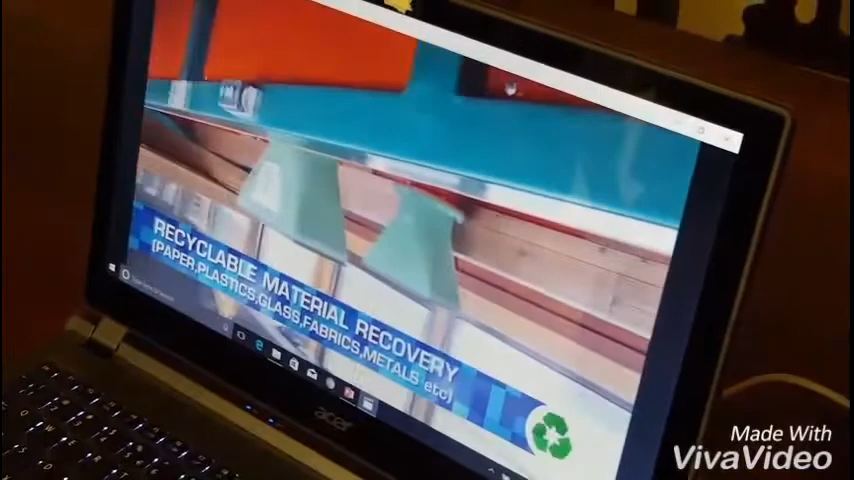 RECYCLABLE MATERIAL RECOVERY
(PAPER,PLASTICS,GLASS,FABRICS,METALS etc)
acer
Made With
VivaVideo